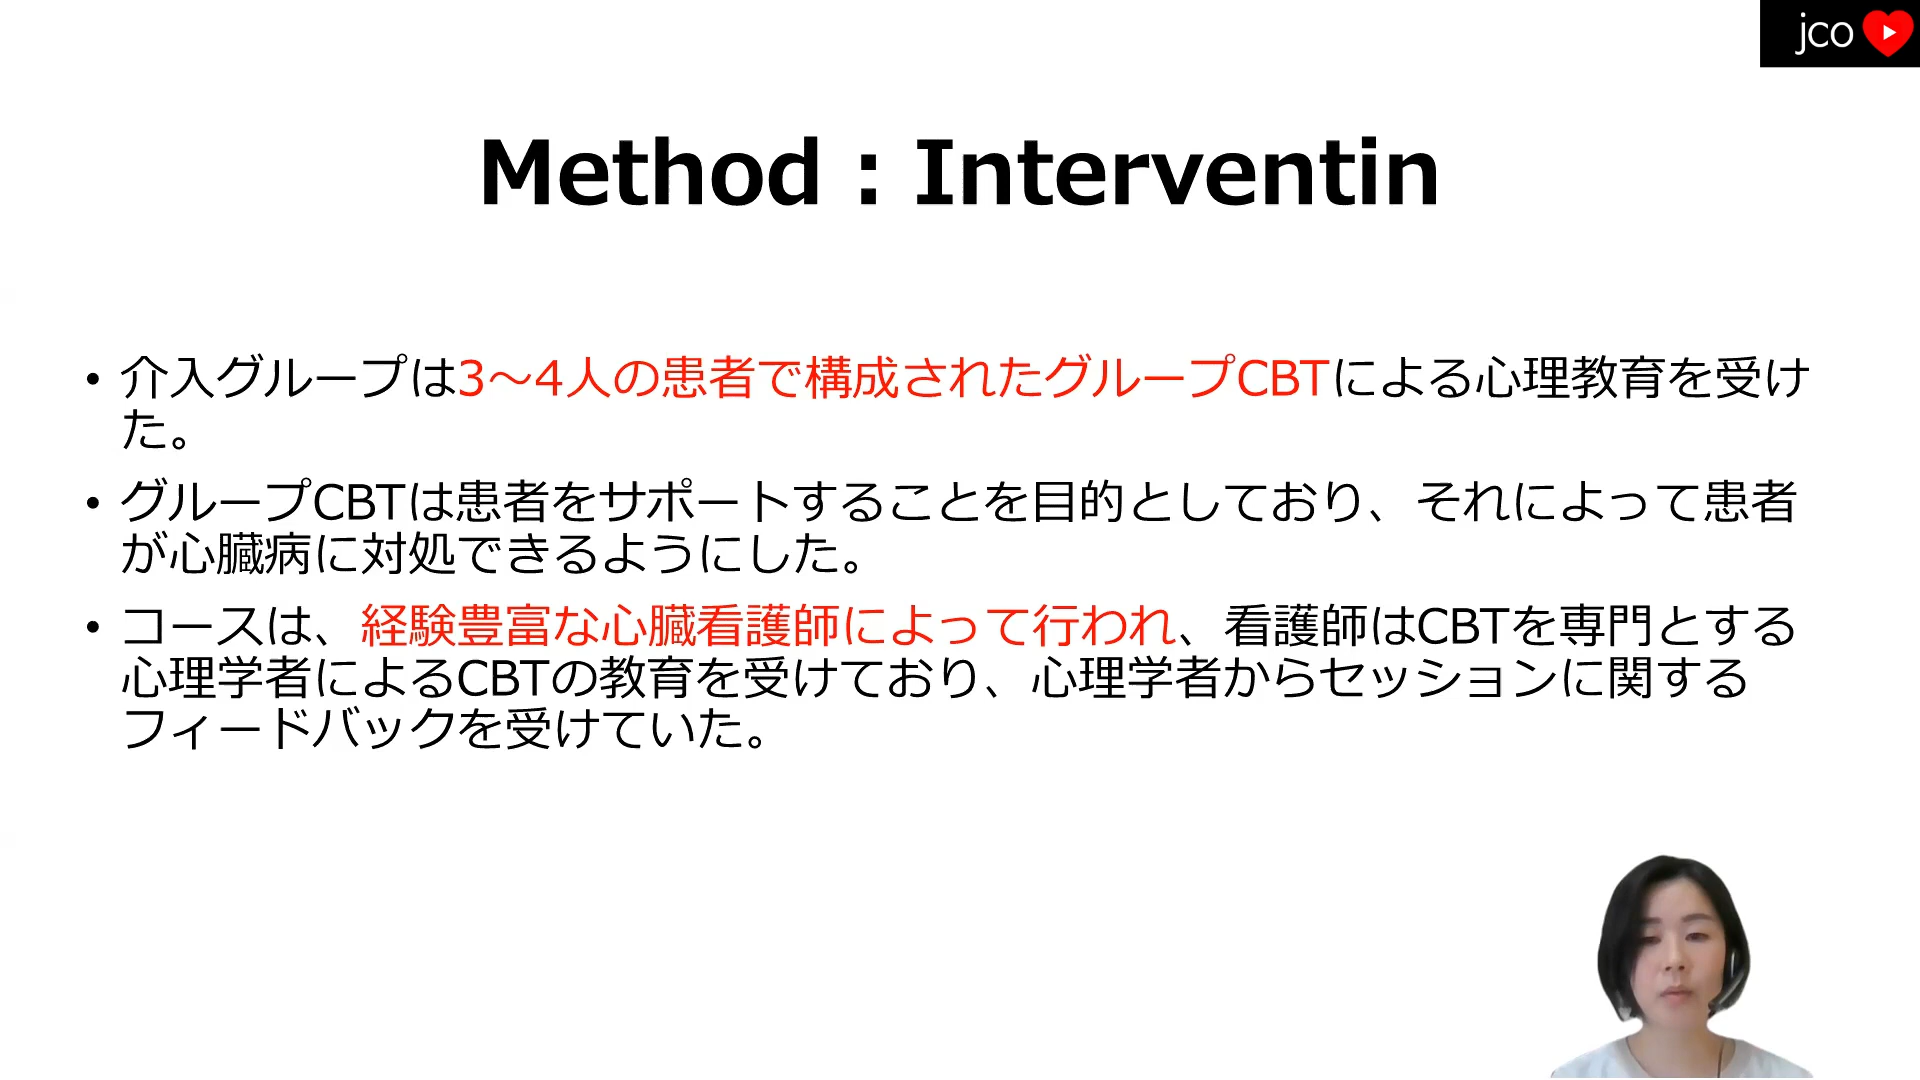 jco
Method：Interventin
• 介入グループは3～4人の患者で構成されたグループCBTによる心理教育を受け
た。
• グループCBTは患者をサポートすることを目的としており、それによって患者
が心臓病に対処できるようにした。
• コースは、経験豊富な心臓看護師によって行われ、看護師はCBTを専門とする
心理学者によるCBTの教育を受けており、心理学者からセッションに関する
フィードバックを受けていた。